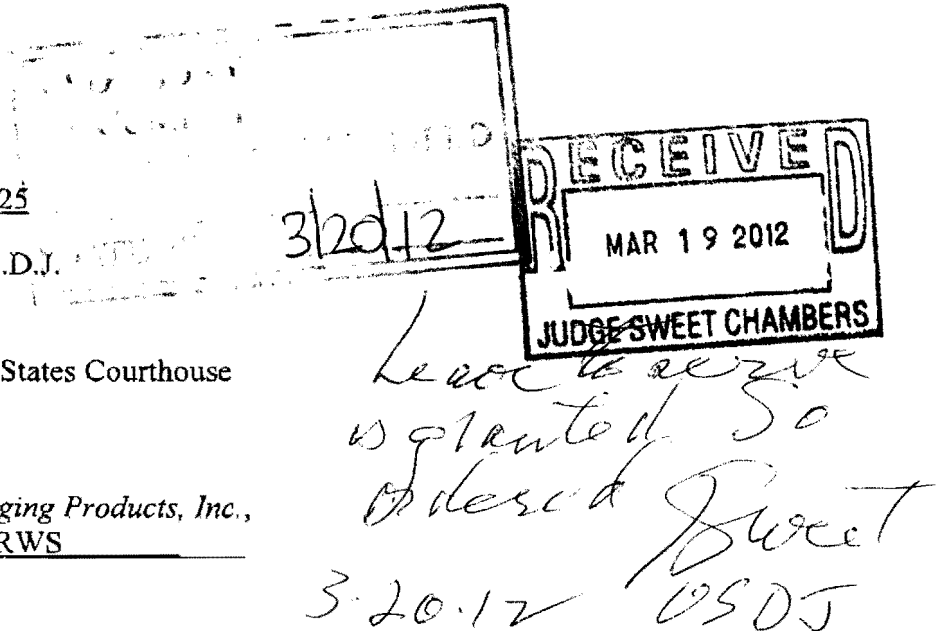 25
3/20/12
.D.J.
RECEIVED
MAR 19 2012
JUDGE SWEET CHAMBERS
States Courthouse
Leave to serve
is granted So
ordered Sweet
ging Products, Inc.,
RWS
3.20.12 USDJ